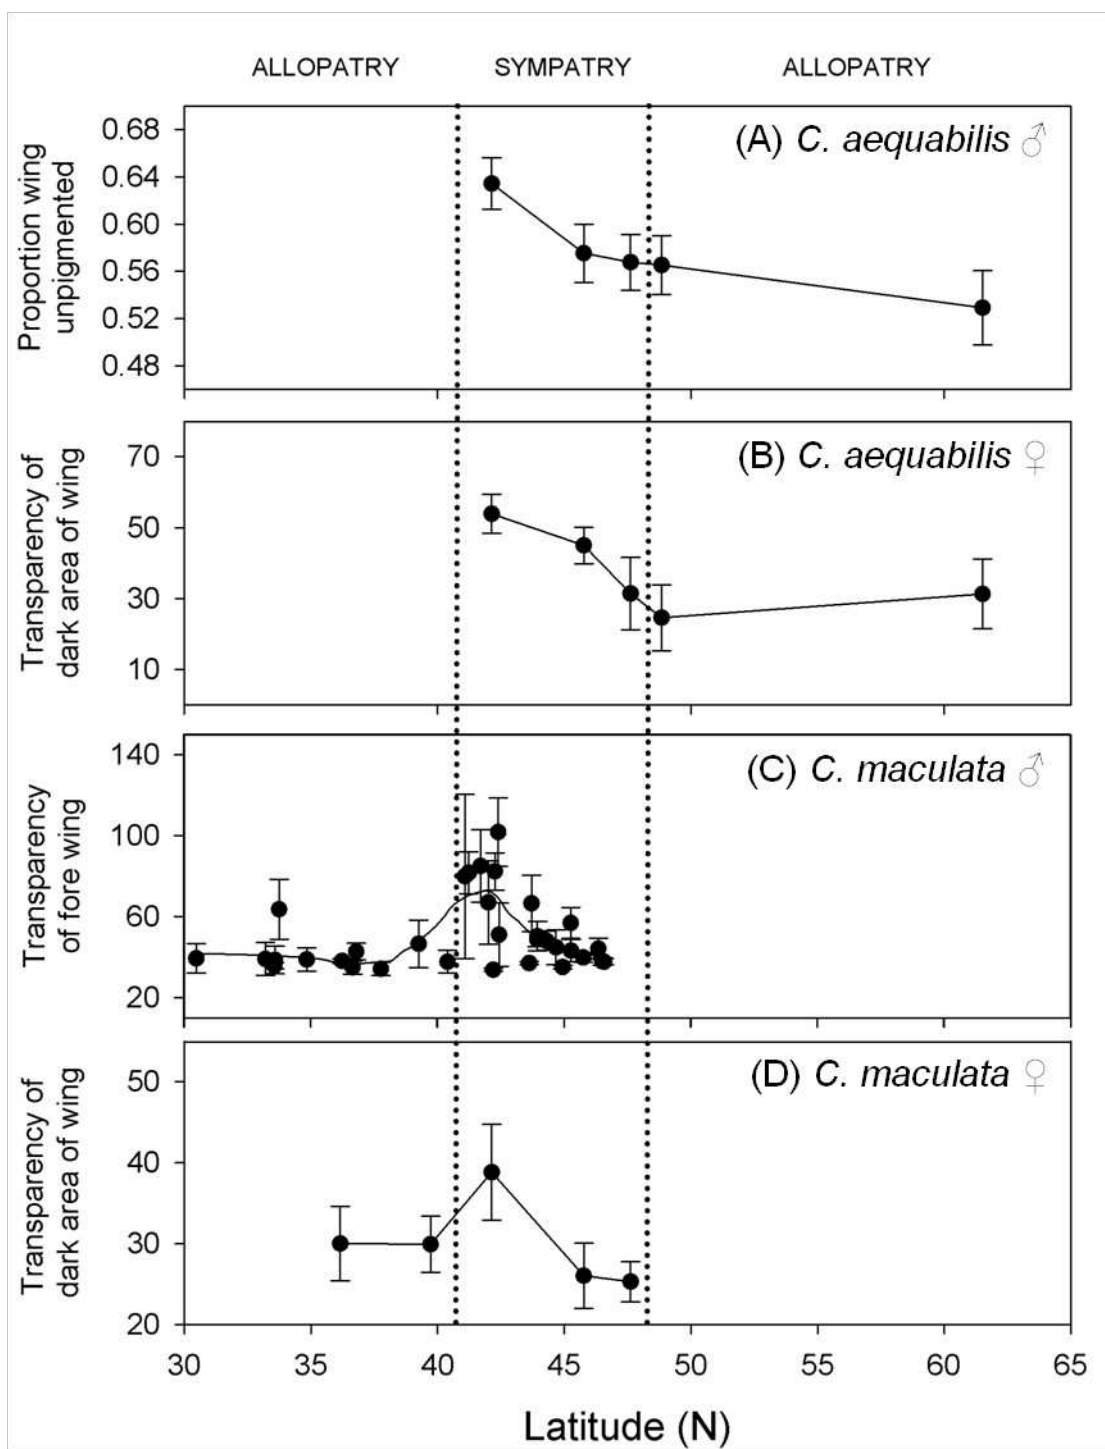 ALLOPATRY SYMPATRY ALLOPATRY
(A) C. aequabilis ♂
Proportion wing
unpigmented
0.68
0.64
0.60
0.56
0.52
0.48
(B) C. aequabilis ♀
Transparency of
dark area of wing
70
50
30
10
(C) C. maculata ♂
Transparency
of fore wing
140
100
60
20
(D) C. maculata ♀
Transparency of
dark area of wing
50
40
30
20
30 35 40 45 50 60 65
Latitude (N)